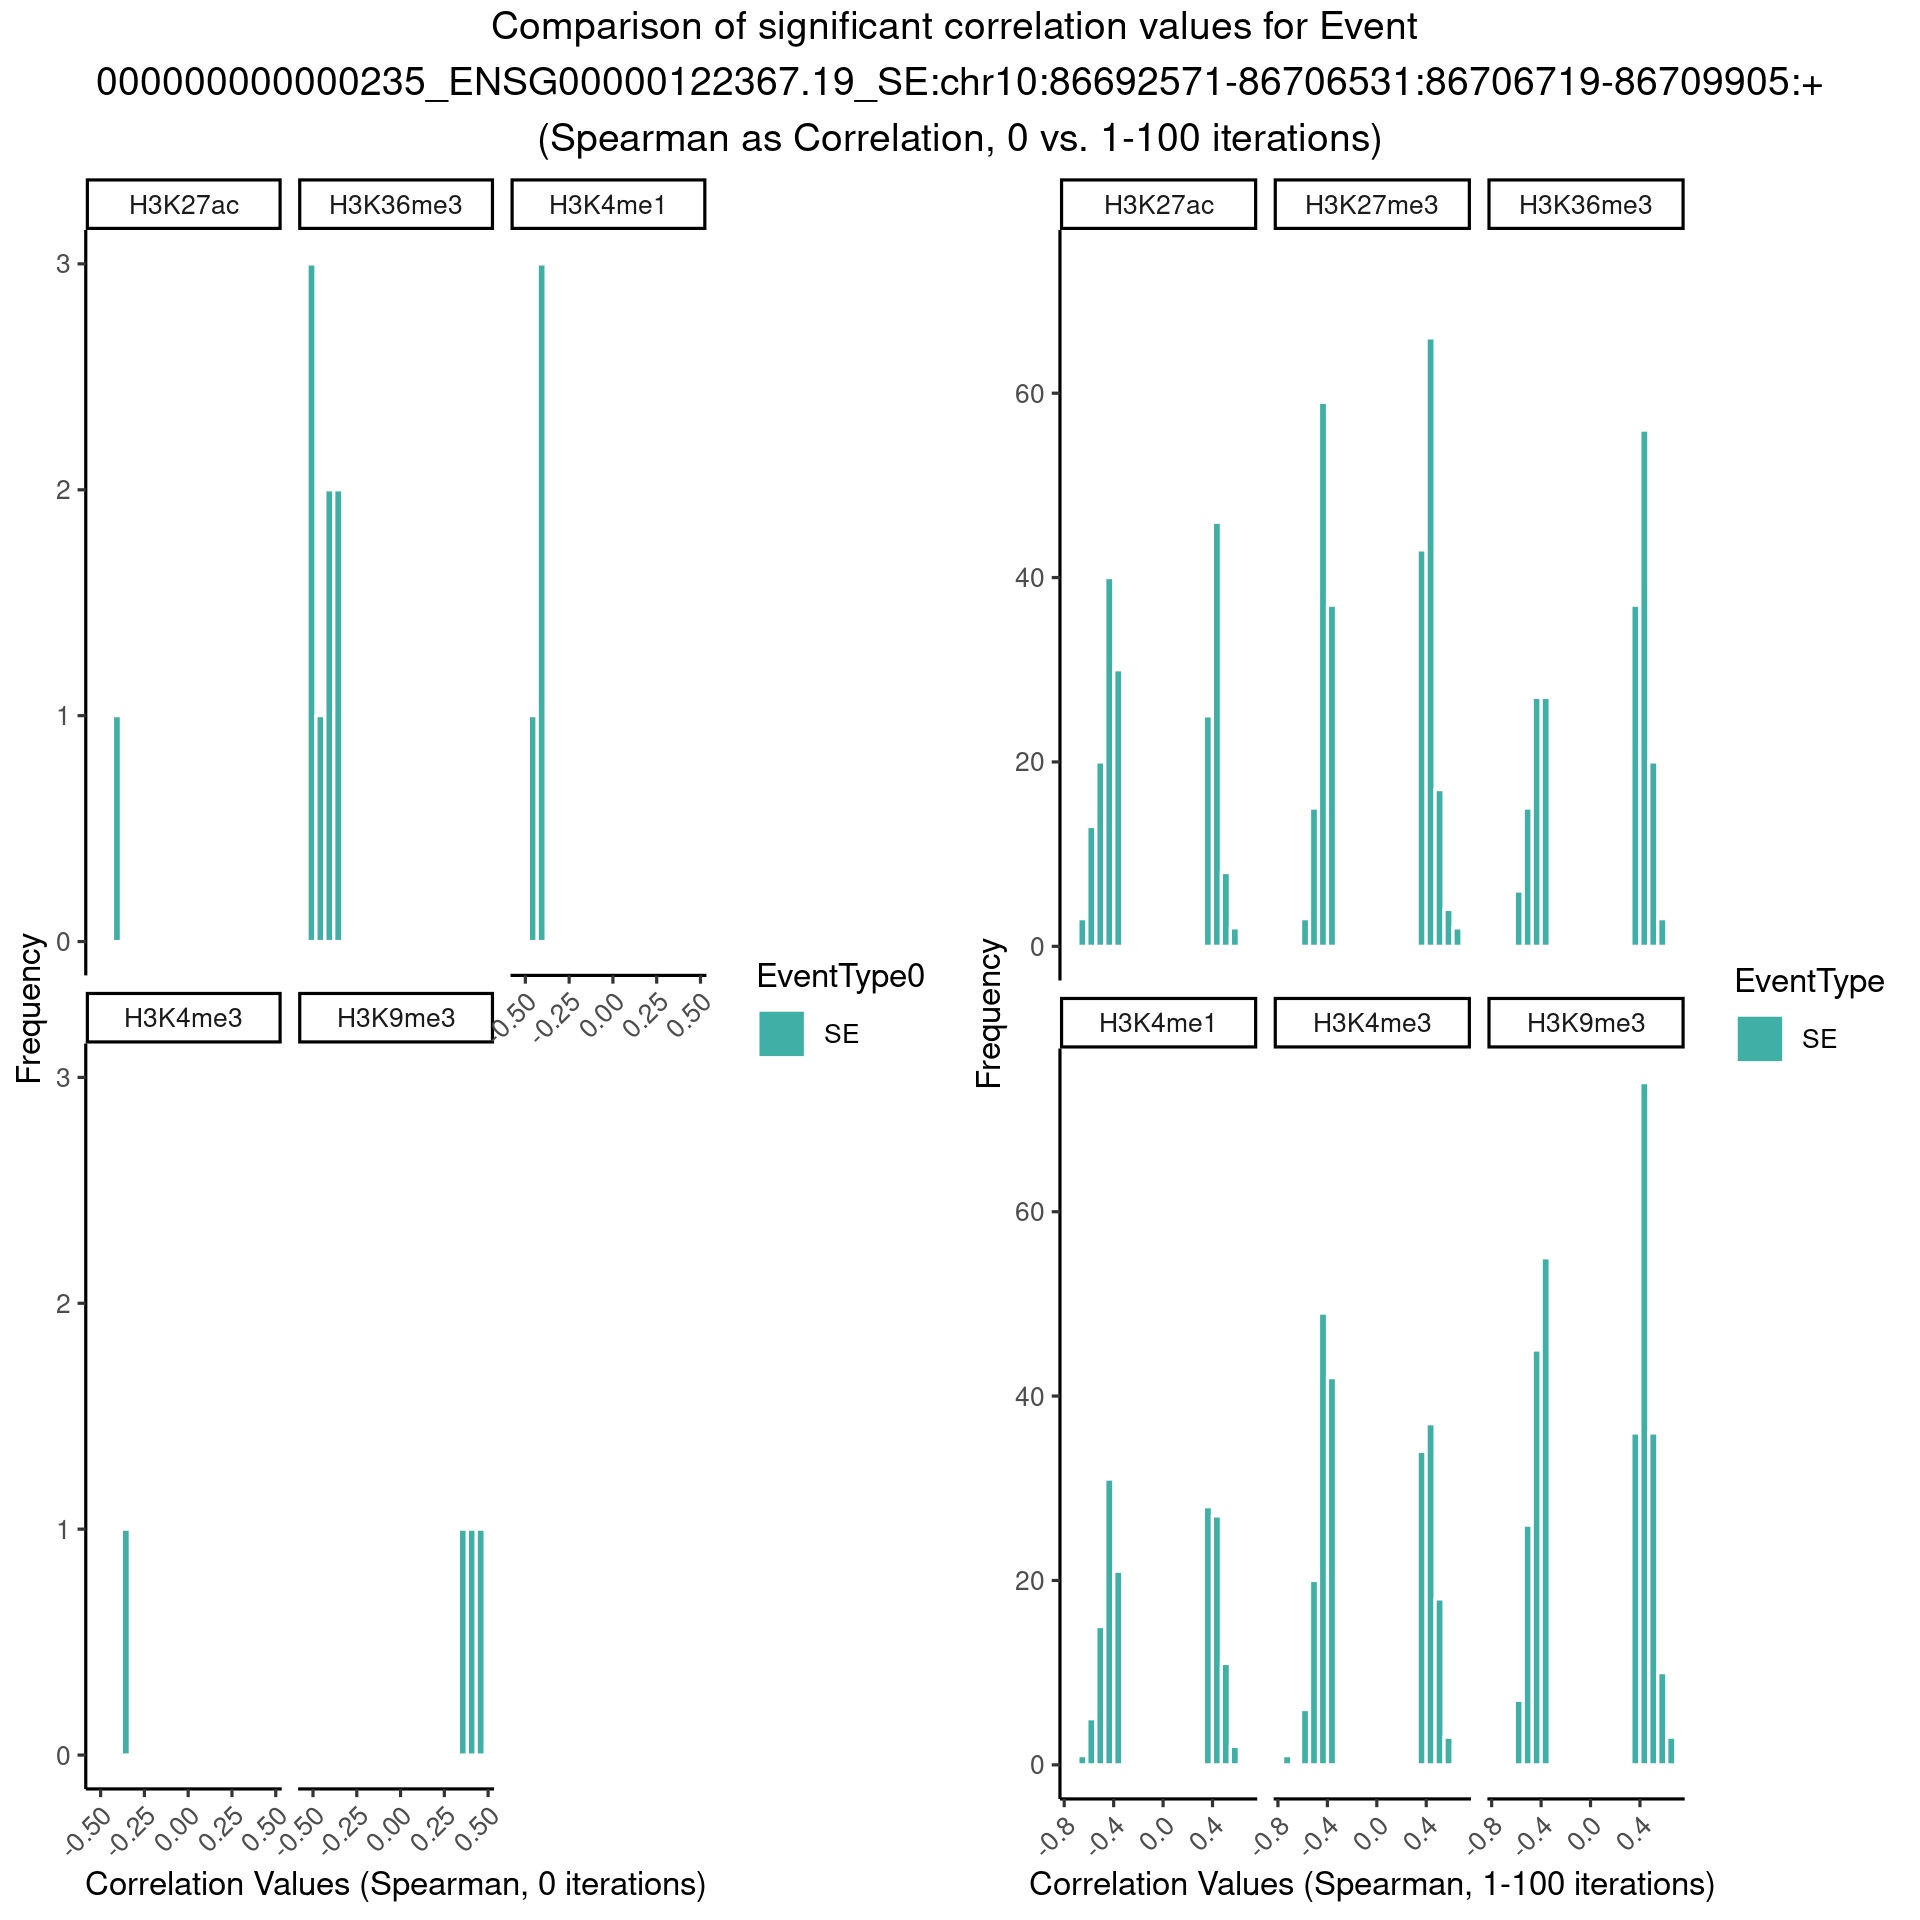 Comparison of significant correlation values for Event
000000000000235_ENSG00000122367.19_SE:chr10:86692571-86706531:86706719-86709905:+
(Spearman as Correlation, 0 vs. 1-100 iterations)
H3K27ac H3K36me3 H3K4me1
3
2
1
0
-0.25 0.00 0.25 0.50
H3K4me3 H3K9me3
3
2
1
0
-0.50 -0.25 0.00 0.25 0.50 -0.50 -0.25 0.00 0.25 0.50
Frequency
Correlation Values (Spearman, 0 iterations)
EventType0
SE
H3K27ac H3K27me3 H3K36me3
60
40
20
0
H3K4me1 H3K4me3 H3K9me3
60
40
20
0
-0.8 -0.4 0.0 0.4 -0.8 -0.4 0.0 0.4 -0.8 -0.4 0.0 0.4
Frequency
Correlation Values (Spearman, 1-100 iterations)
EventType
SE